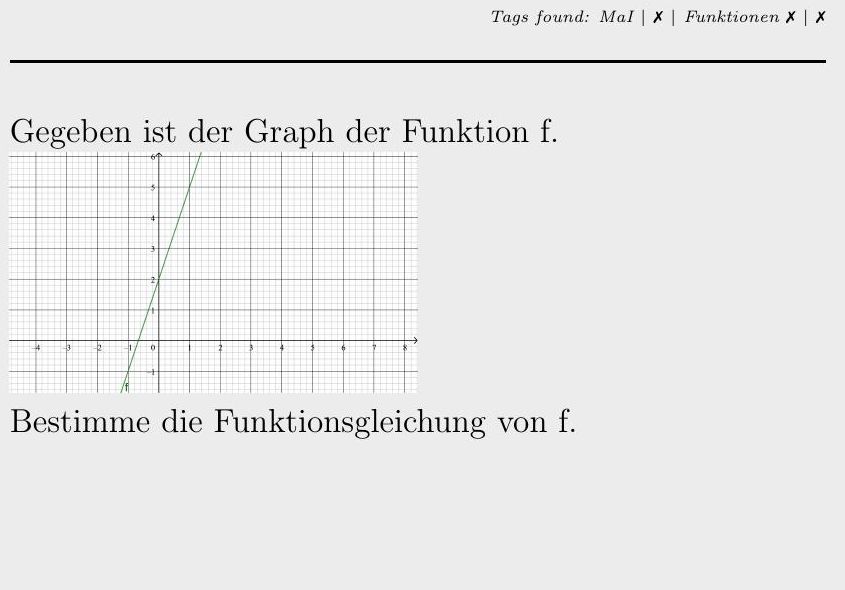 Tags found: MaI | ✗ | Funktionen ✗ | ✗
Gegeben ist der Graph der Funktion f.
6
5
4
3
2
1
-4 -3 -2 -1 0 1 2 3 4 5 6 7 8
-1
f
Bestimme die Funktionsgleichung von f.